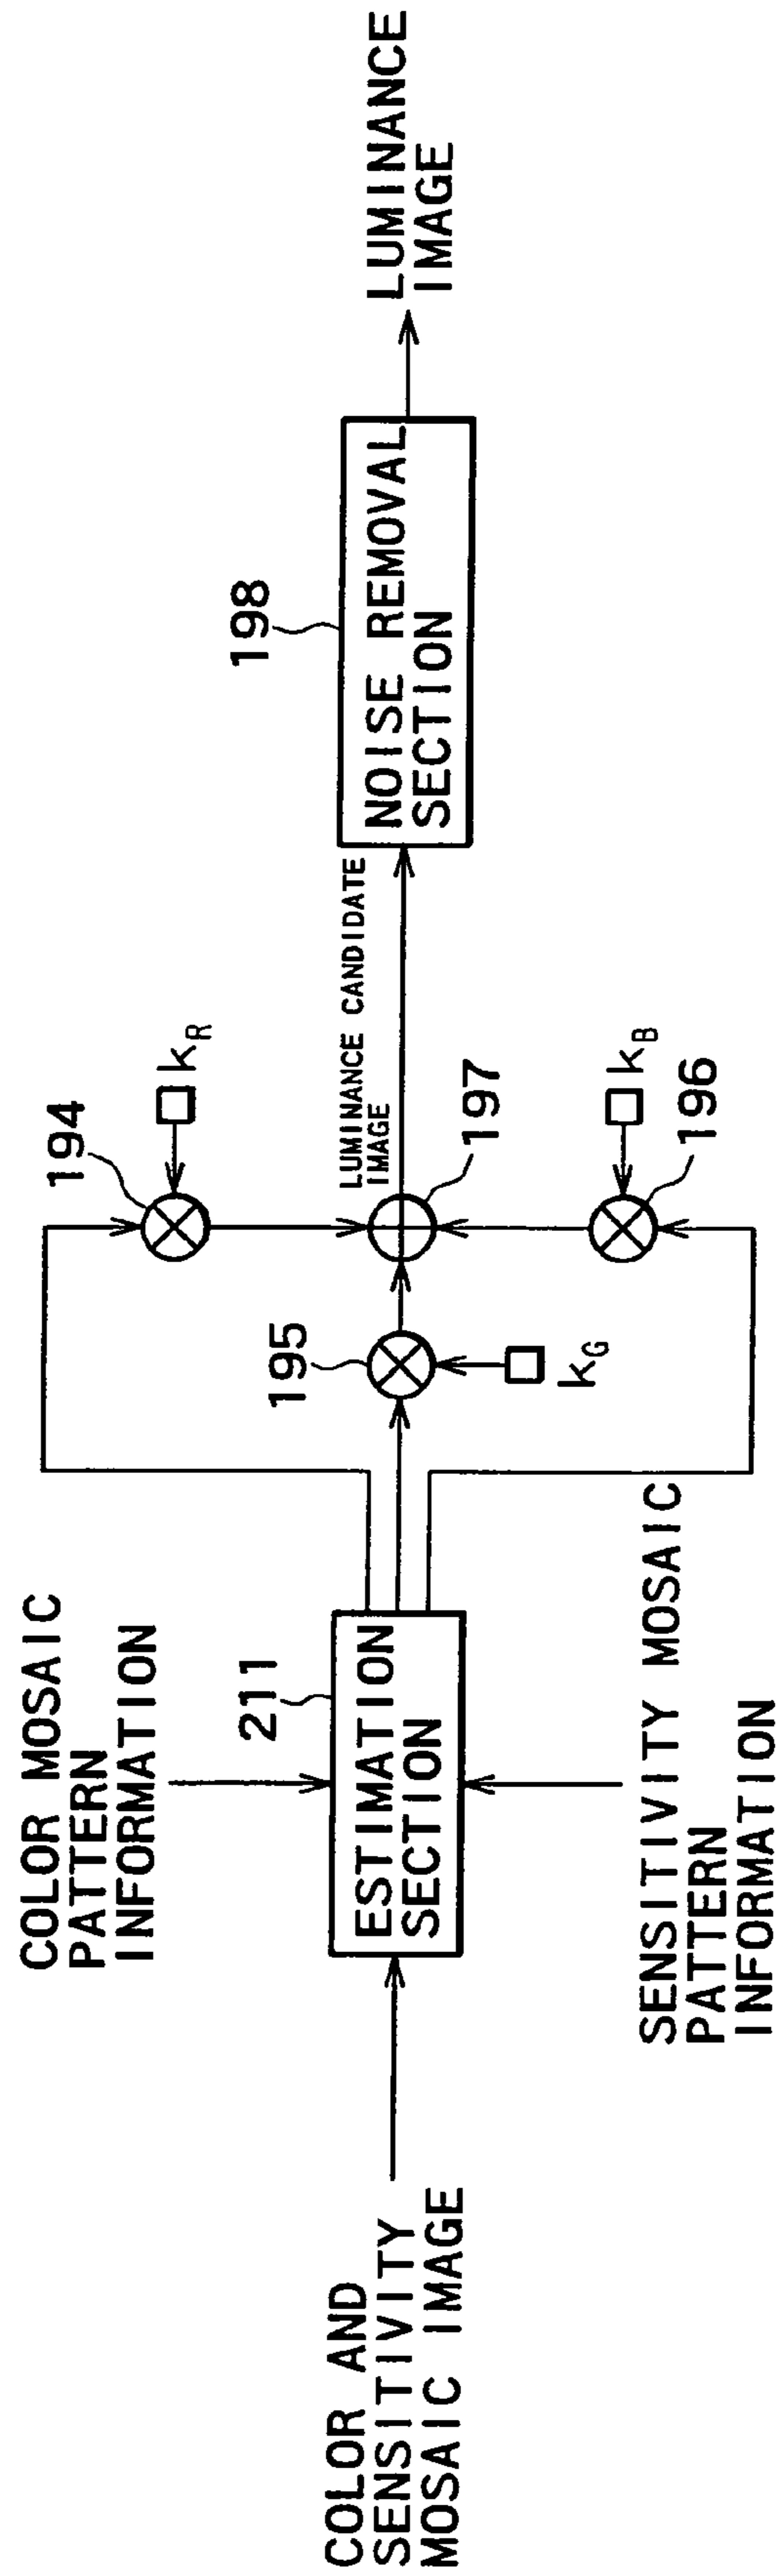 COLOR AND
SENSITIVITY
MOSAIC IMAGE
COLOR MOSAIC
PATTERN
INFORMATION
211
ESTIMATION
SECTION
SENSITIVITY MOSAIC
PATTERN
INFORMATION
195
kG
194
kR
197
kB
196
LUMINANCE CANDIDATE
IMAGE
198
NOISE REMOVAL
SECTION
LUMINANCE
IMAGE